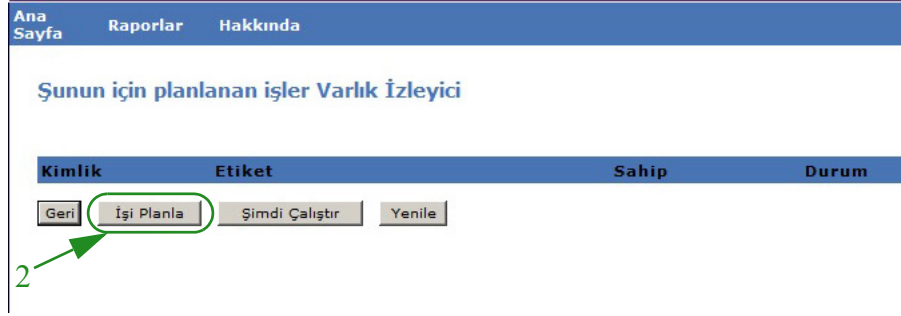 Ana
Sayfa Raporlar Hakkında
Şunun için planlanan işler Varlık İzleyici
Kimlik Etiket Sahip Durum
Geri İşi Planla Şimdi Çalıştır Yenile
2